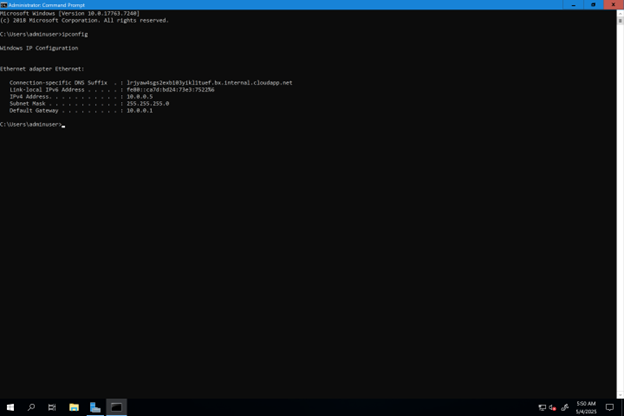 Administrator: Command Prompt
Microsoft Windows [Version 10.0.17763.7240]
(c) 2018 Microsoft Corporation. All rights reserved.
C:\Users\adminuser>ipconfig
Windows IP Configuration
Ethernet adapter Ethernet:
Connection-specific DNS Suffix . : lrjyaw4ogs2exb103yikl1tuef.bx.internal.cloudapp.net
Link-local IPv6 Address . . . . . : fe80::ca7d:bd24:73e3:7522%6
IPv4 Address. . . . . . . . . . . : 10.0.0.5
Subnet Mask . . . . . . . . . . . : 255.255.255.0
Default Gateway . . . . . . . . . : 10.0.0.1
C:\Users\adminuser>
5:50 AM
5/4/2025